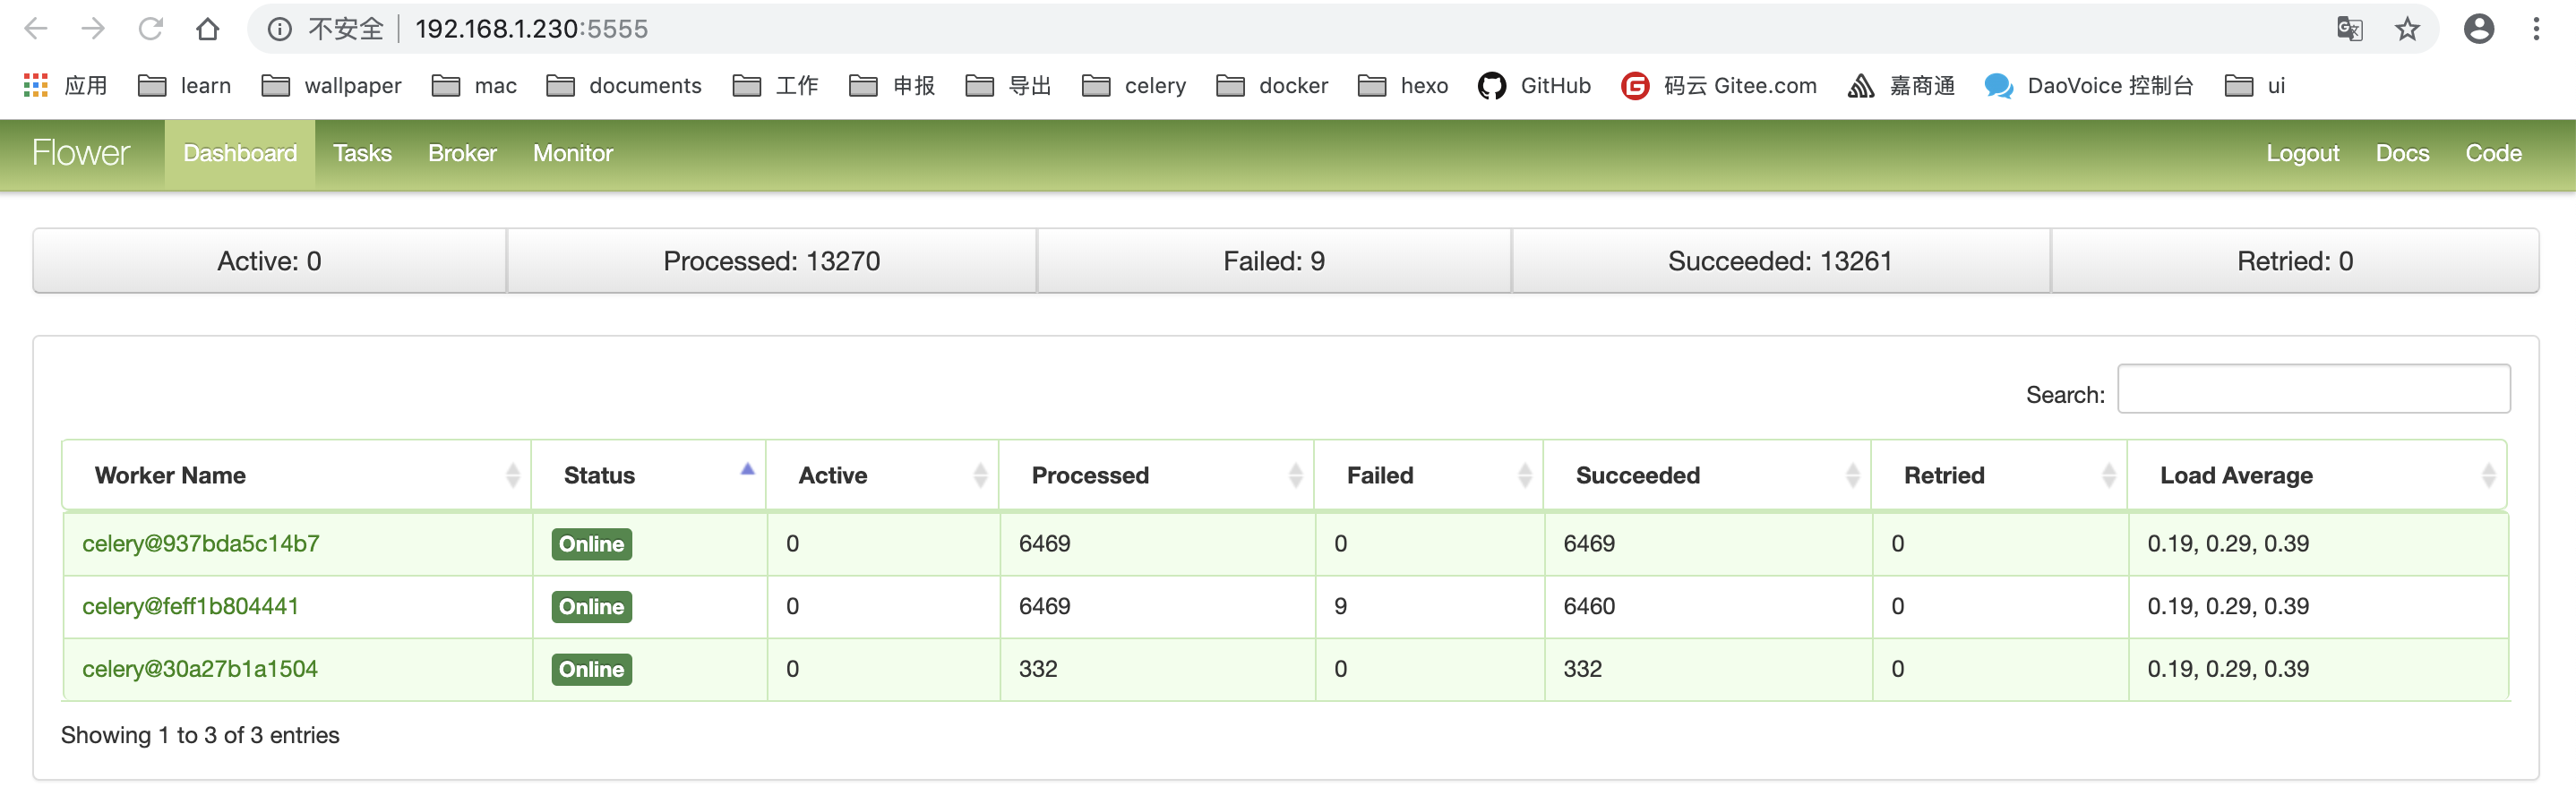 不安全 192.168.1.230:5555
应用 learn wallpaper mac documents 工作 申报 导出 celery docker hexo GitHub 码云 Gitee.com 嘉商通 DaoVoice 控制台 ui
Flower Dashboard Tasks Broker Monitor Logout Docs Code
Active: 0 Processed: 13270 Failed: 9 Succeeded: 13261 Retried: 0
Search:
Worker Name Status Active Processed Failed Succeeded Retried Load Average
celery@937bda5c14b7 Online 0 6469 0 6469 0 0.19, 0.29, 0.39
celery@feff1b804441 Online 0 6469 9 6460 0 0.19, 0.29, 0.39
celery@30a27b1a1504 Online 0 332 0 332 0 0.19, 0.29, 0.39
Showing 1 to 3 of 3 entries